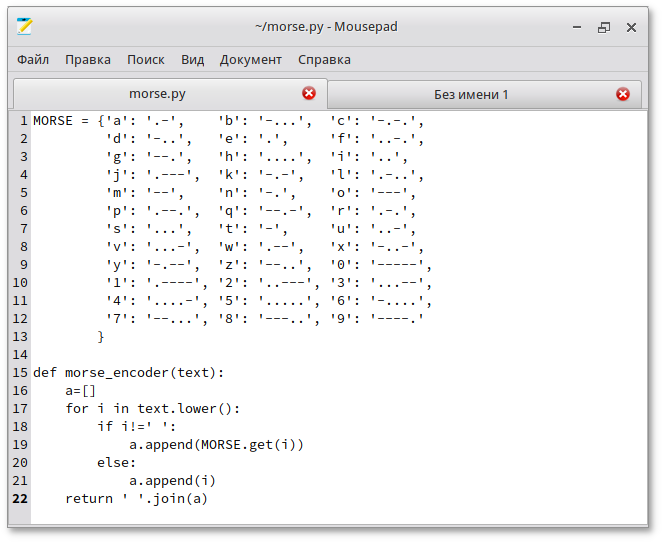 ~/morse.py - Mousepad
Файл Правка Поиск Вид Документ Справка
morse.py Без имени 1
1 MORSE = {'a': '.-',    'b': '-...',  'c': '-.-.',
2          'd': '-..',   'e': '.',     'f': '..-.',
3          'g': '--.',   'h': '....',  'i': '..',
4          'j': '.---',  'k': '-.-',   'l': '.-..',
5          'm': '--',    'n': '-.',    'o': '---',
6          'p': '.--.',  'q': '--.-',  'r': '.-.',
7          's': '...',   't': '-',     'u': '..-',
8          'v': '...-',  'w': '.--',   'x': '-..-',
9          'y': '-.--',  'z': '--..',  '0': '-----',
10          '1': '.----', '2': '..---', '3': '...--',
11          '4': '....-', '5': '.....', '6': '-....',
12          '7': '--...', '8': '---..', '9': '----.'
13         }
14
15 def morse_encoder(text):
16     a=[]
17     for i in text.lower():
18         if i!=' ':
19             a.append(MORSE.get(i))
20         else:
21             a.append(i)
22     return ' '.join(a)